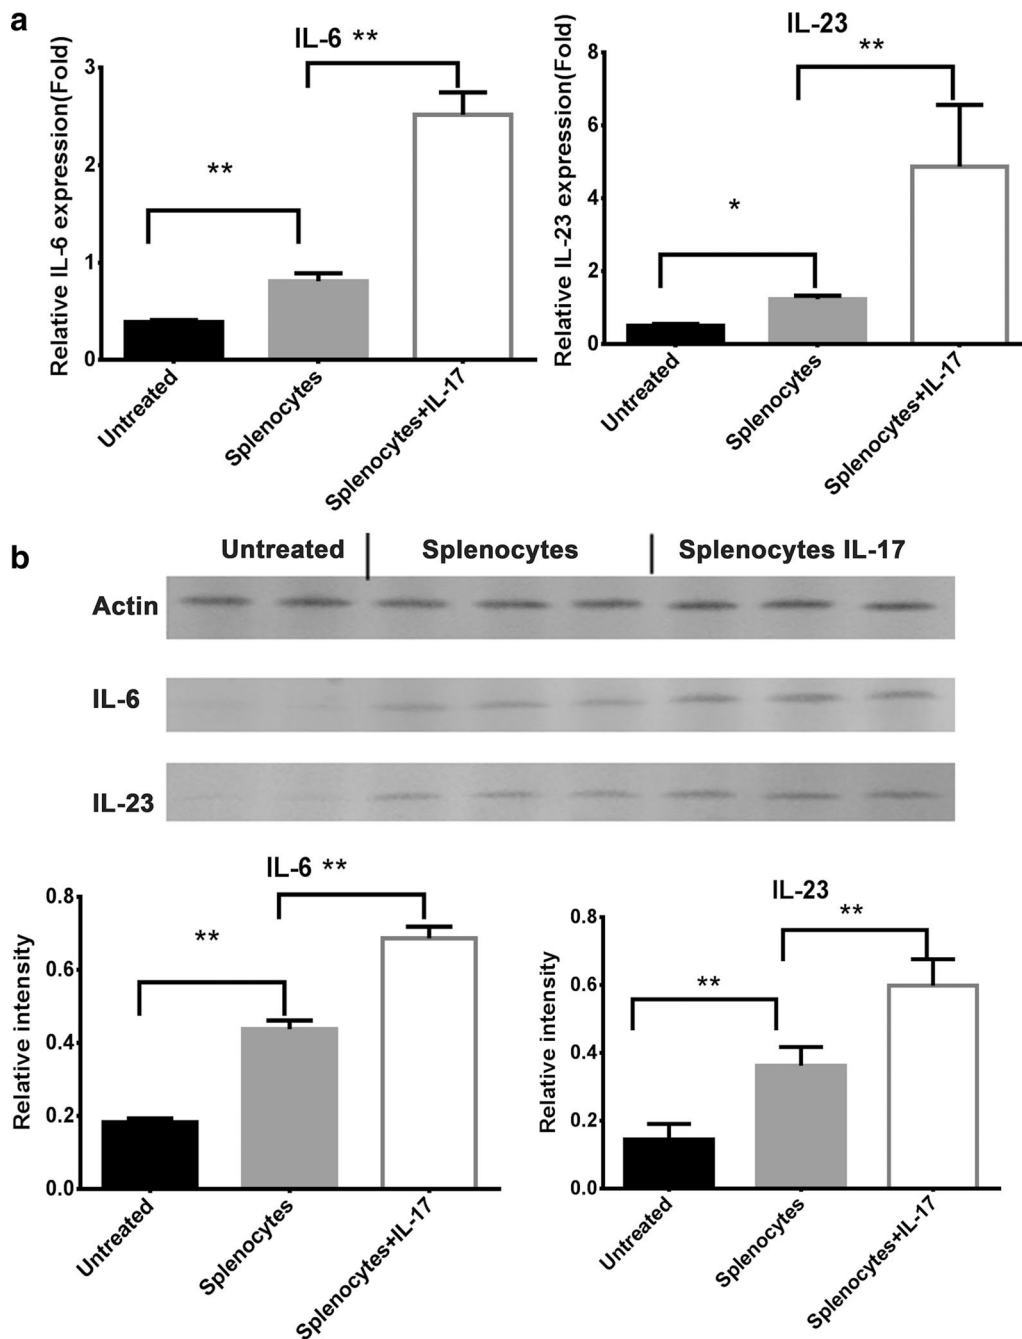 a
IL-6 **
Relative IL-6 expression(Fold)
3
2
1
0
**
Untreated
Splenocytes
Splenocytes+IL-17
IL-23
**
Relative IL-23 expression(Fold)
8
6
4
2
0
*
Untreated
Splenocytes
Splenocytes+IL-17
b
Untreated
Splenocytes
Splenocytes IL-17
Actin
IL-6
IL-23
IL-6 **
Relative intensity
0.8
0.6
0.4
0.2
0.0
**
Untreated
Splenocytes
Splenocytes+IL-17
IL-23
**
Relative intensity
0.8
0.6
0.4
0.2
0.0
**
Untreated
Splenocytes
Splenocytes+IL-17